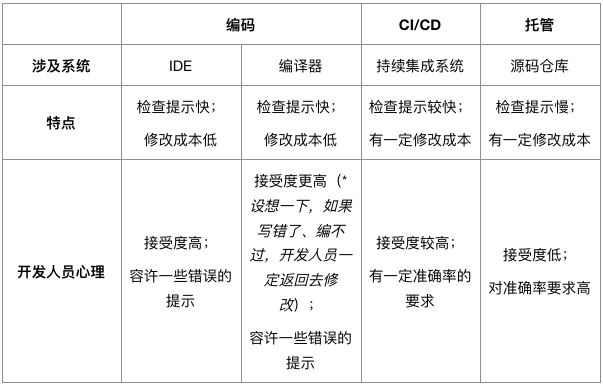 编码 CI/CD 托管
涉及系统 IDE 编译器 持续集成系统 源码仓库
特点
检查提示快；
修改成本低
检查提示快；
修改成本低
检查提示较快；
有一定修改成本
检查提示慢；
有一定修改成本
开发人员心理
接受度高；
容许一些错误的
提示
接受度更高（*
设想一下，如果
写错了、编不
过，开发人员一
定返回去修
改）；
容许一些错误的
提示
接受度较高；
有一定准确率的
要求
接受度低；
对准确率要求高